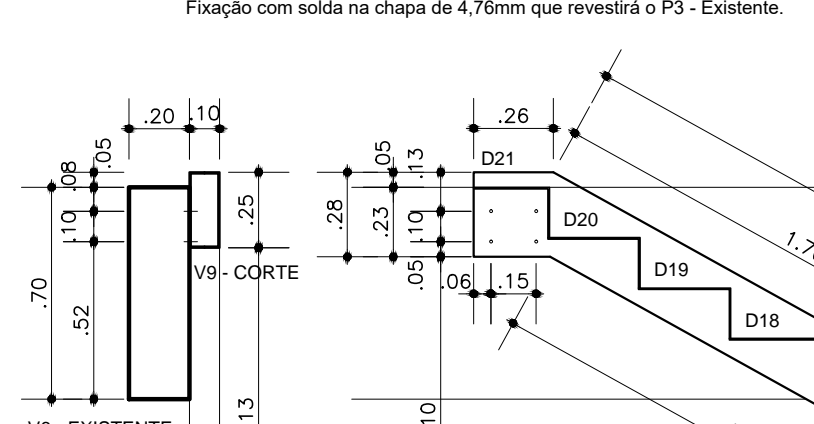 Fixação com solda na chapa de 4,76mm que revestirá o P3 - Existente.
.20 .10
.26
.05
.08
.10
.25
.70
.52
V9 - CORTE
.13
.05
.13
.28
.23
.10
.05
.06 .15
D21
D20
D19
D18
10